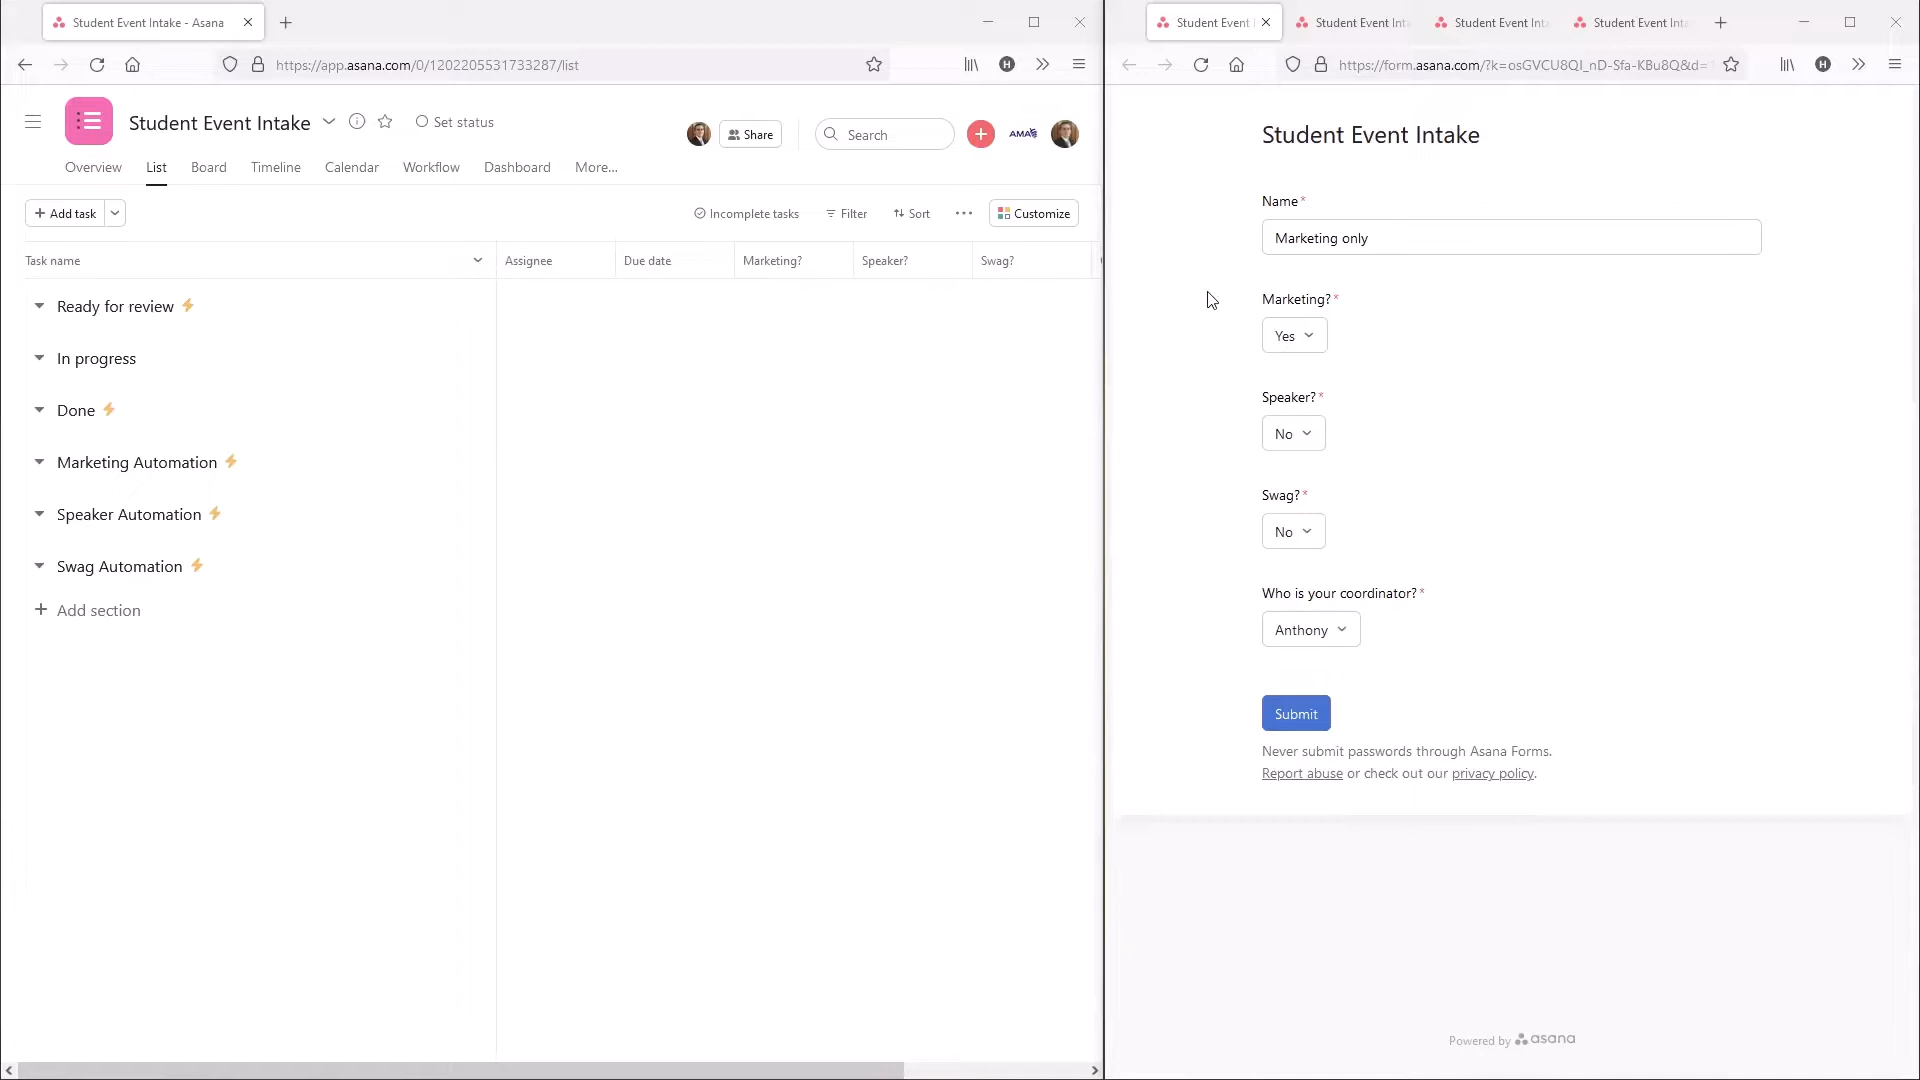 Student Event Intake - Asana
https://app.asana.com/0/1202205531733287/list
Student Event Intake
Set status
Share
Search
AMA
Overview
List
Board
Timeline
Calendar
Workflow
Dashboard
More...
+ Add task
Incomplete tasks
Filter
Sort
Customize
Task name
Assignee
Due date
Marketing?
Speaker?
Swag?
Ready for review
In progress
Done
Marketing Automation
Speaker Automation
Swag Automation
+ Add section
Student Event
Student Event Int
Student Event Int
Student Event Inta
H
https://form.asana.com/?k=osGVCU8QI_nD-Sfa-KBu8Q&d=
H
Student Event Intake
Name*
Marketing only
Marketing?*
Yes
Speaker?*
No
Swag?*
No
Who is your coordinator?*
Anthony
Submit
Never submit passwords through Asana Forms.
Report abuse or check out our privacy policy.
Powered by asana